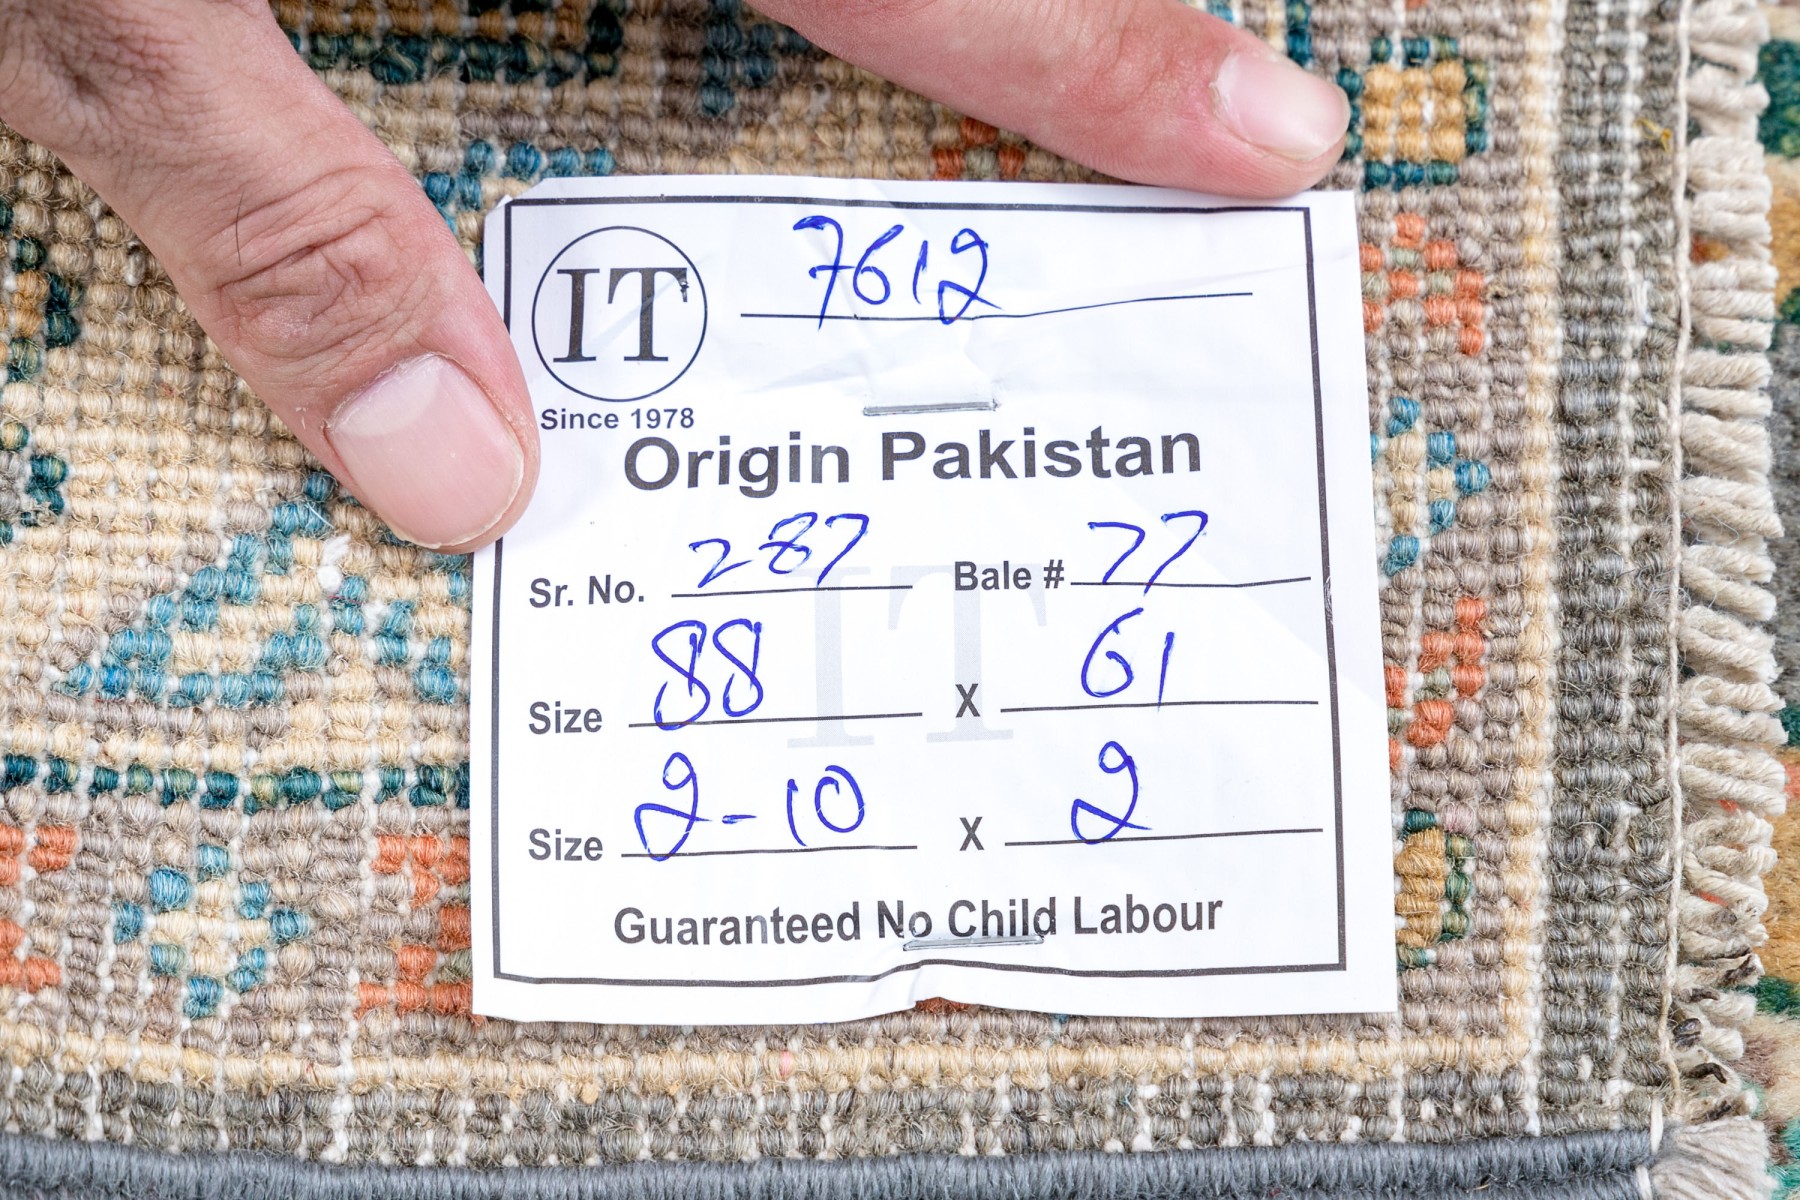 IT
7612
Since 1978
Origin Pakistan
Sr. No. 287 Bale # 77
Size 88 X 61
Size 2-10 X 2
Guaranteed No Child Labour